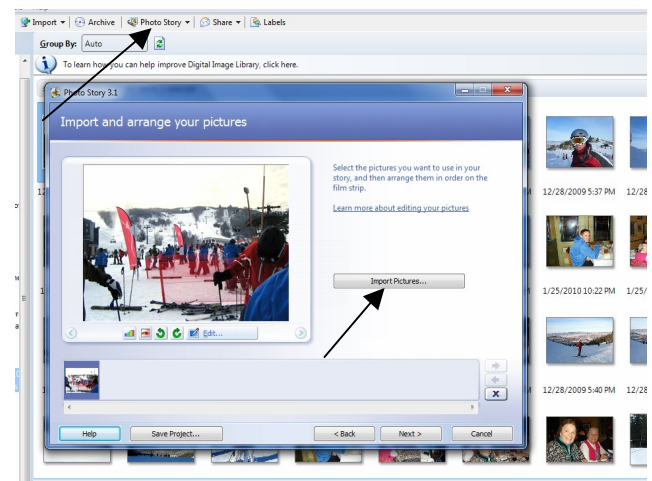 Help
Import Archive Photo Story Share Labels
Group By: Auto
To learn how you can help improve Digital Image Library, click here.
Photo Story 3.1
Import and arrange your pictures
Select the pictures you want to use in your
story, and then arrange them in order on the
film strip.
Learn more about editing your pictures
Import Pictures...
Edit...
Help Save Project... < Back Next > Cancel
12/28/2009 5:37 PM 12/28
1/25/2010 10:22 PM 1/25/
12/28/2009 5:40 PM 12/28